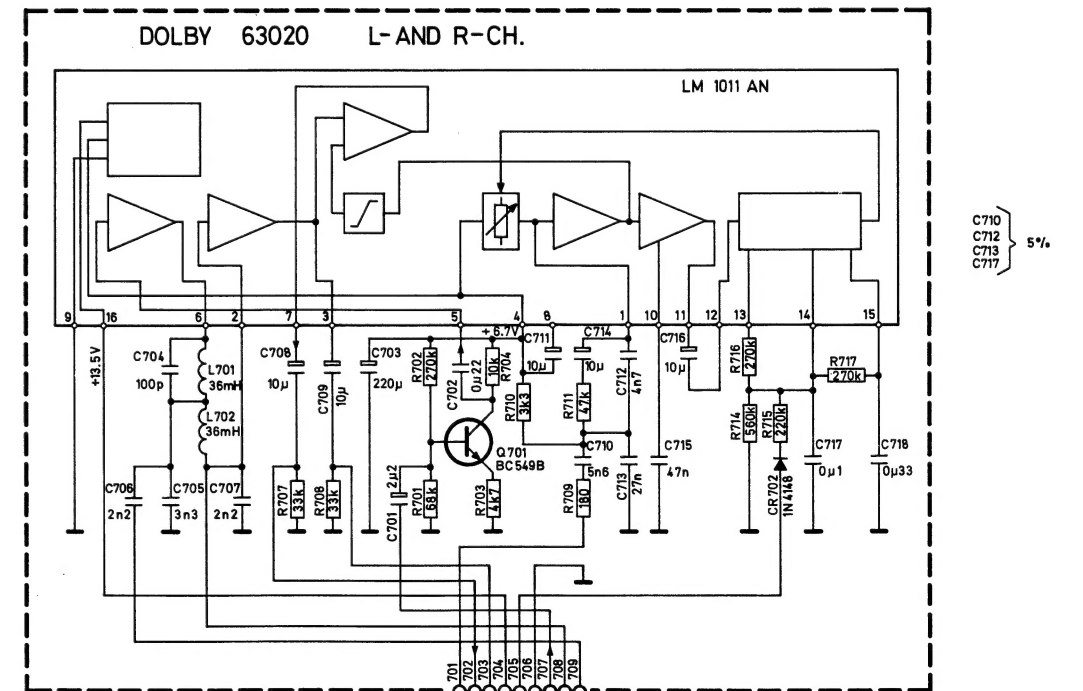 DOLBY 63020 L-AND R-CH.
LM 1011 AN
C710
C712
C713
C717
5%
9 16 6 2 7 3 5 4 8 1 10 11 12 13 14 15
+13.5V
+6.7V
C704
100p
L701
36mH
L702
36mH
C706
2n2
C705
3n3
C707
2n2
C708
10µ
C709
10µ
R707
33k
R708
33k
C703
220µ
R702
270k
C702
0µ22
R704
10k
C701
2µ2
R701
68k
Q701
BC549B
R703
4k7
C711
10µ
R710
3k3
C714
10µ
R711
47k
C712
4n7
C710
5n6
R709
180
C713
27n
C715
47n
C716
10µ
R716
270k
R714
560k
R715
220k
CR702
1N4148
R717
270k
C717
0µ1
C718
0µ33
701
702
703
704
705
706
707
708
709